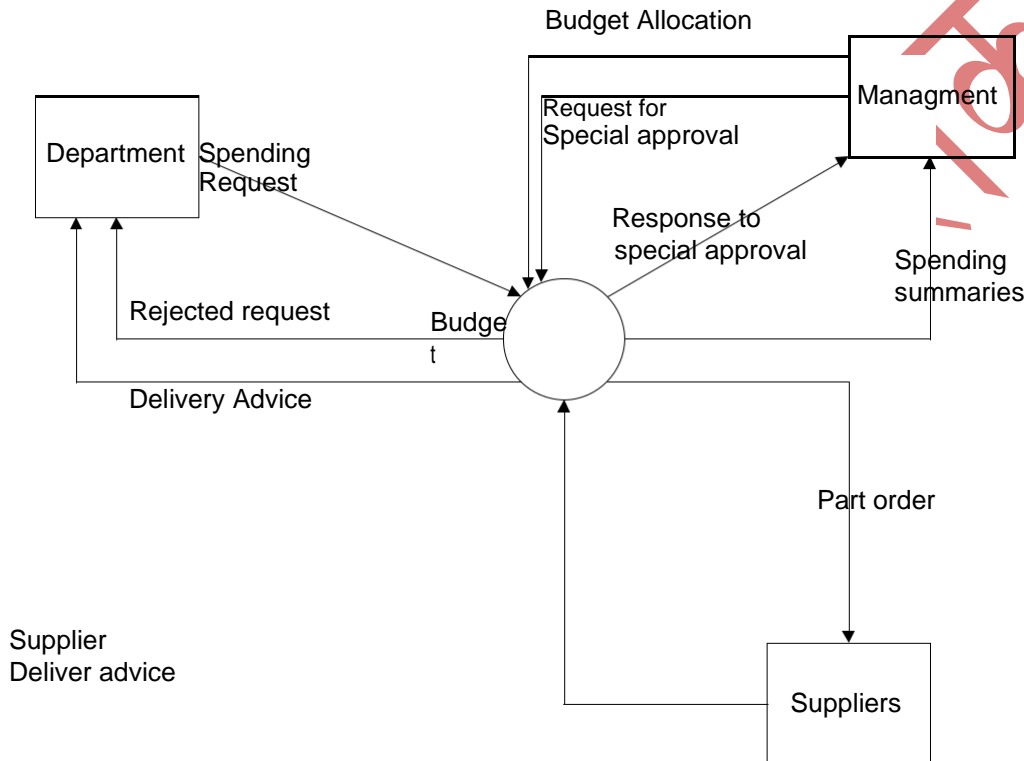 Budget Allocation
Managment
Request for
Special approval
Department
Spending
Request
Response to
special approval
Spending
summaries
Rejected request
Budge
t
Delivery Advice
Part order
Supplier
Deliver advice
Suppliers